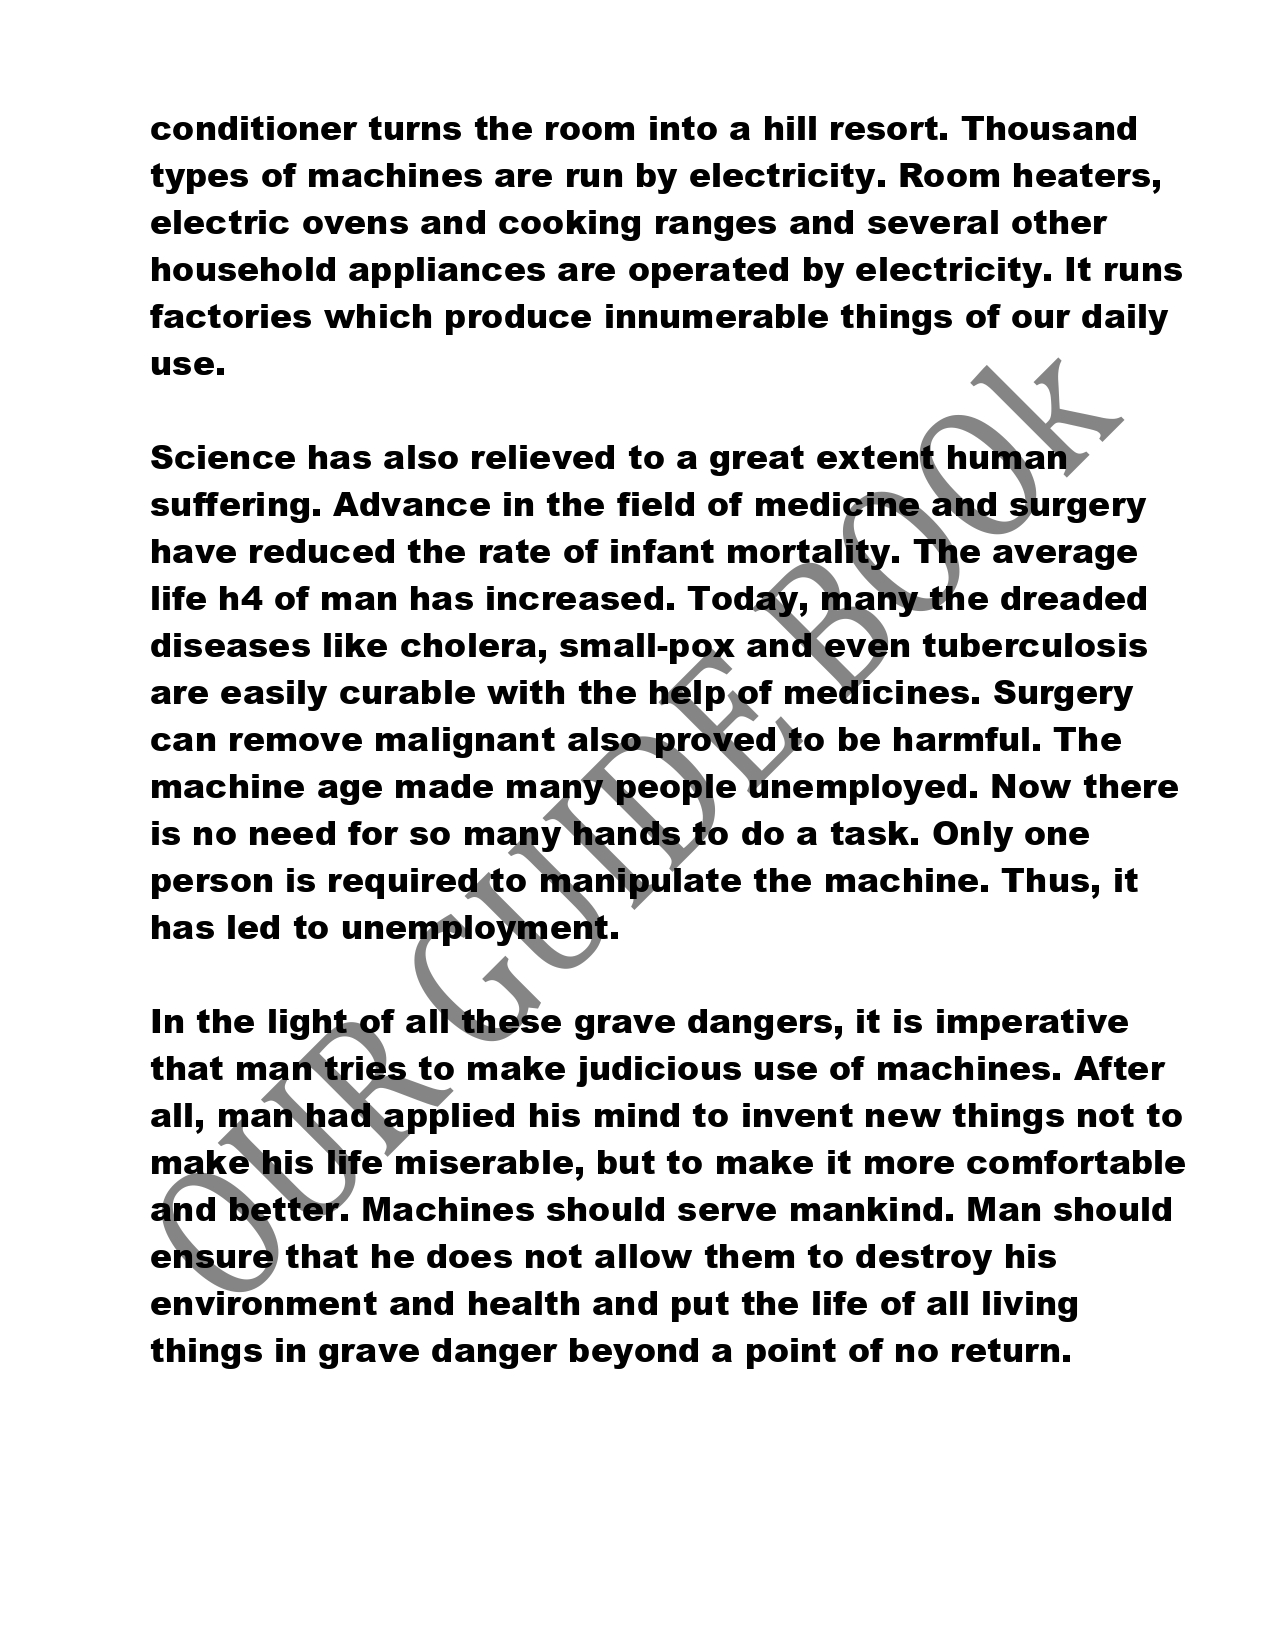 conditioner turns the room into a hill resort. Thousand
types of machines are run by electricity. Room heaters,
electric ovens and cooking ranges and several other
household appliances are operated by electricity. It runs
factories which produce innumerable things of our daily
use.
Science has also relieved to a great extent human
suffering. Advance in the field of medicine and surgery
have reduced the rate of infant mortality. The average
life h4 of man has increased. Today, many the dreaded
diseases like cholera, small-pox and even tuberculosis
are easily curable with the help of medicines. Surgery
can remove malignant also proved to be harmful. The
machine age made many people unemployed. Now there
is no need for so many hands to do a task. Only one
person is required to manipulate the machine. Thus, it
has led to unemployment.
In the light of all these grave dangers, it is imperative
that man tries to make judicious use of machines. After
all, man had applied his mind to invent new things not to
make his life miserable, but to make it more comfortable
and better. Machines should serve mankind. Man should
ensure that he does not allow them to destroy his
environment and health and put the life of all living
things in grave danger beyond a point of no return.
OUR GUIDE BOOk